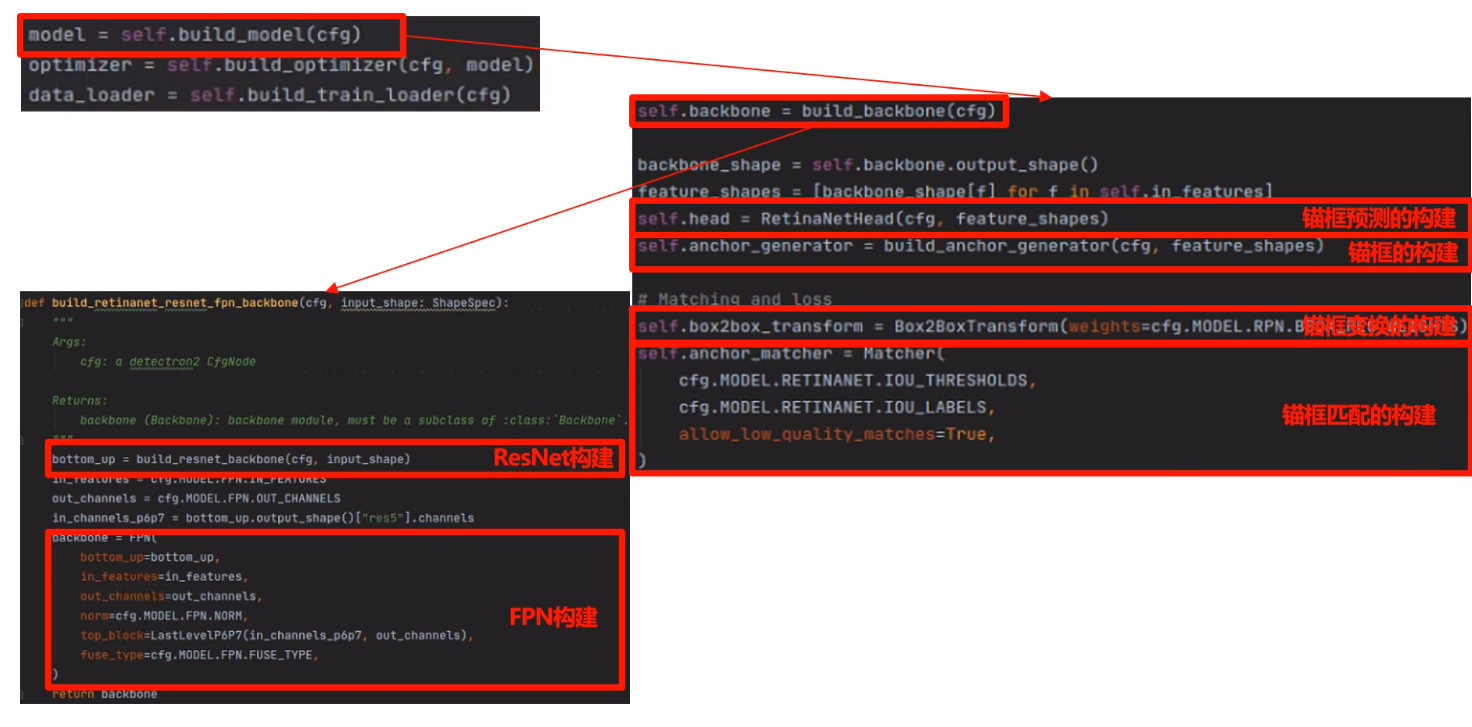 model = self.build_model(cfg)
optimizer = self.build_optimizer(cfg, model)
data_loader = self.build_train_loader(cfg)
self.backbone = build_backbone(cfg)
backbone_shape = self.backbone.output_shape()
feature_shapes = [backbone_shape[f] for f in self.in_features]
self.head = RetinaNetHead(cfg, feature_shapes)
锚框预测的构建
self.anchor_generator = build_anchor_generator(cfg, feature_shapes)
锚框的构建
# Matching and loss
self.box2box_transform = Box2BoxTransform(weights=cfg.MODEL.RPN.
锚框变换的构建
self.anchor_matcher = Matcher(
cfg.MODEL.RETINANET.IOU_THRESHOLDS,
cfg.MODEL.RETINANET.IOU_LABELS,
锚框匹配的构建
allow_low_quality_matches=True,
)
def build_retinanet_resnet_fpn_backbone(cfg, input_shape: ShapeSpec):
"""
Args:
cfg: a detectron2 CfgNode
Returns:
backbone (Backbone): backbone module, must be a subclass of :class:`Backbone`.
"""
bottom_up = build_resnet_backbone(cfg, input_shape)
ResNet构建
in_features = cfg.MODEL.FPN.IN_FEATURES
out_channels = cfg.MODEL.FPN.OUT_CHANNELS
in_channels_p6p7 = bottom_up.output_shape()["res5"].channels
backbone = FPN(
bottom_up=bottom_up,
in_features=in_features,
out_channels=out_channels,
norm=cfg.MODEL.FPN.NORM,
FPN构建
top_block=LastLevelP6P7(in_channels_p6p7, out_channels),
fuse_type=cfg.MODEL.FPN.FUSE_TYPE,
)
return backbone